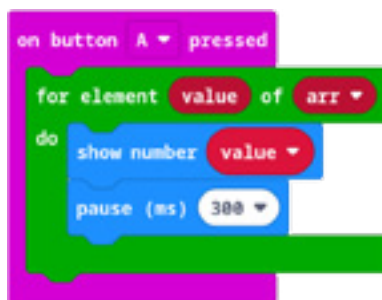 on button A pressed
for element value of arr
do
show number value
pause (ms) 300